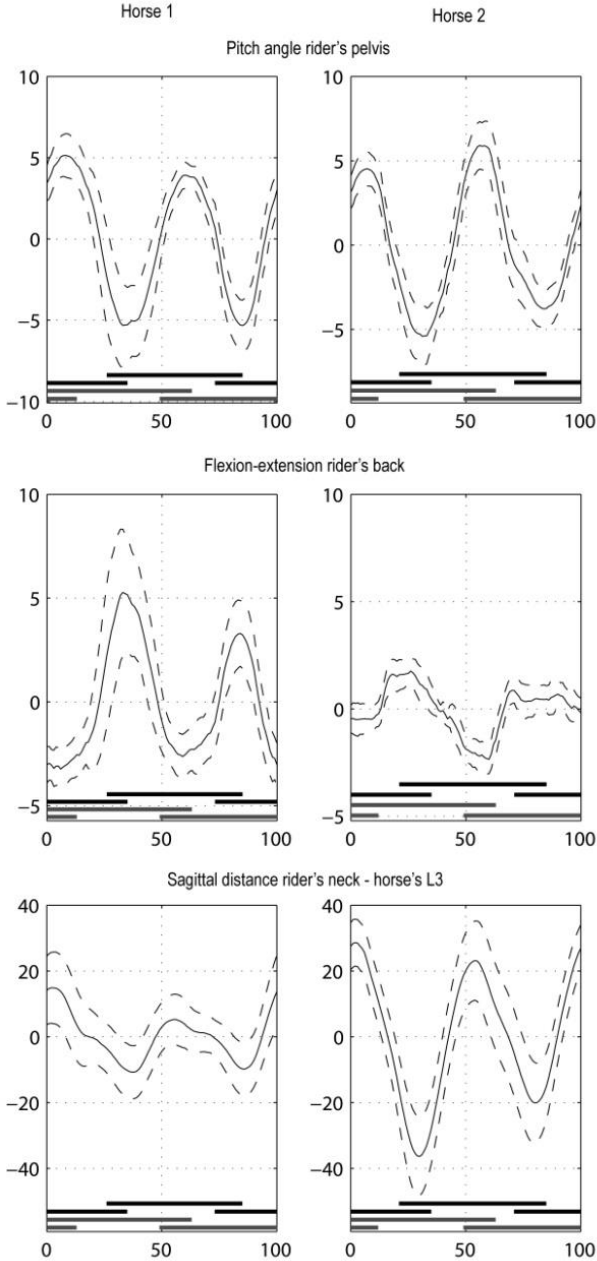 Horse 1 Horse 2
Pitch angle rider's pelvis
10 10
5 5
0 0
−5 −5
−10
0 50 100 0 50 100
Flexion-extension rider's back
10 10
5 5
0 0
−5 −5
0 50 100 0 50 100
Sagittal distance rider's neck - horse's L3
40 40
20 20
0 0
−20 −20
−40 −40
0 50 100 0 50 100